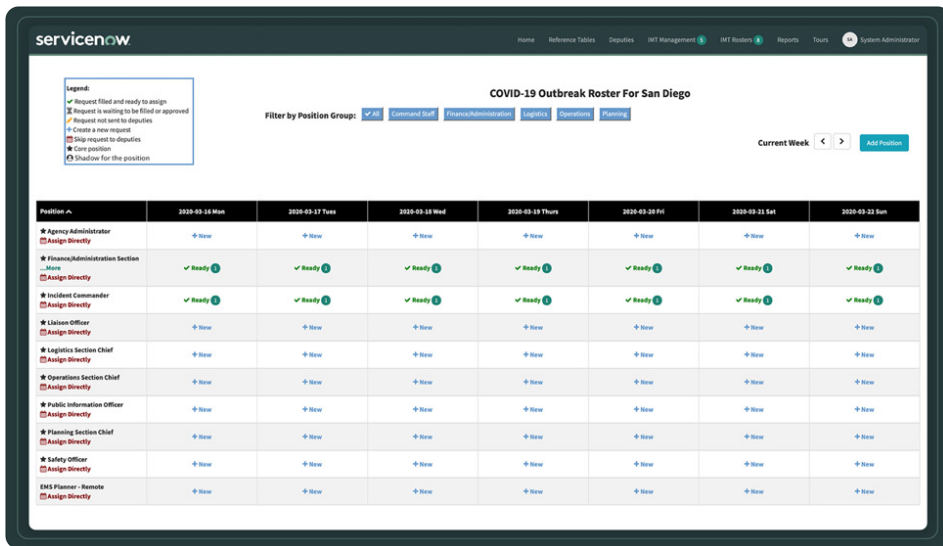 servicenow
Home Reference Tables Deputies IMT Management 5 IMT Rosters 8 Reports Tours SA System Administrator
Legend:
Request filled and ready to assign
Request is waiting to be filled or approved
Request not sent to deputies
Create a new request
Skip request to deputies
Core position
Shadow for the position
COVID-19 Outbreak Roster For San Diego
Filter by Position Group: All Command Staff Finance/Administration Logistics Operations Planning
Current Week Add Position
Position 2020-03-16 Mon 2020-03-17 Tues 2020-03-18 Wed 2020-03-19 Thurs 2020-03-20 Fri 2020-03-21 Sat 2020-03-22 Sun
Agency Administrator
Assign Directly
+ New + New + New + New + New + New + New
Finance/Administration Section
...More
Assign Directly
Ready 1 Ready 1 Ready 1 Ready 1 Ready 1 Ready 1 Ready 1
Incident Commander
Assign Directly
Ready 1 Ready 1 Ready 1 Ready 1 Ready 1 Ready 1 Ready 1
Liaison Officer
Assign Directly
+ New + New + New + New + New + New + New
Logistics Section Chief
Assign Directly
+ New + New + New + New + New + New + New
Operations Section Chief
Assign Directly
+ New + New + New + New + New + New + New
Public Information Officer
Assign Directly
+ New + New + New + New + New + New + New
Planning Section Chief
Assign Directly
+ New + New + New + New + New + New + New
Safety Officer
Assign Directly
+ New + New + New + New + New + New + New
EMS Planner - Remote
Assign Directly
+ New + New + New + New + New + New + New